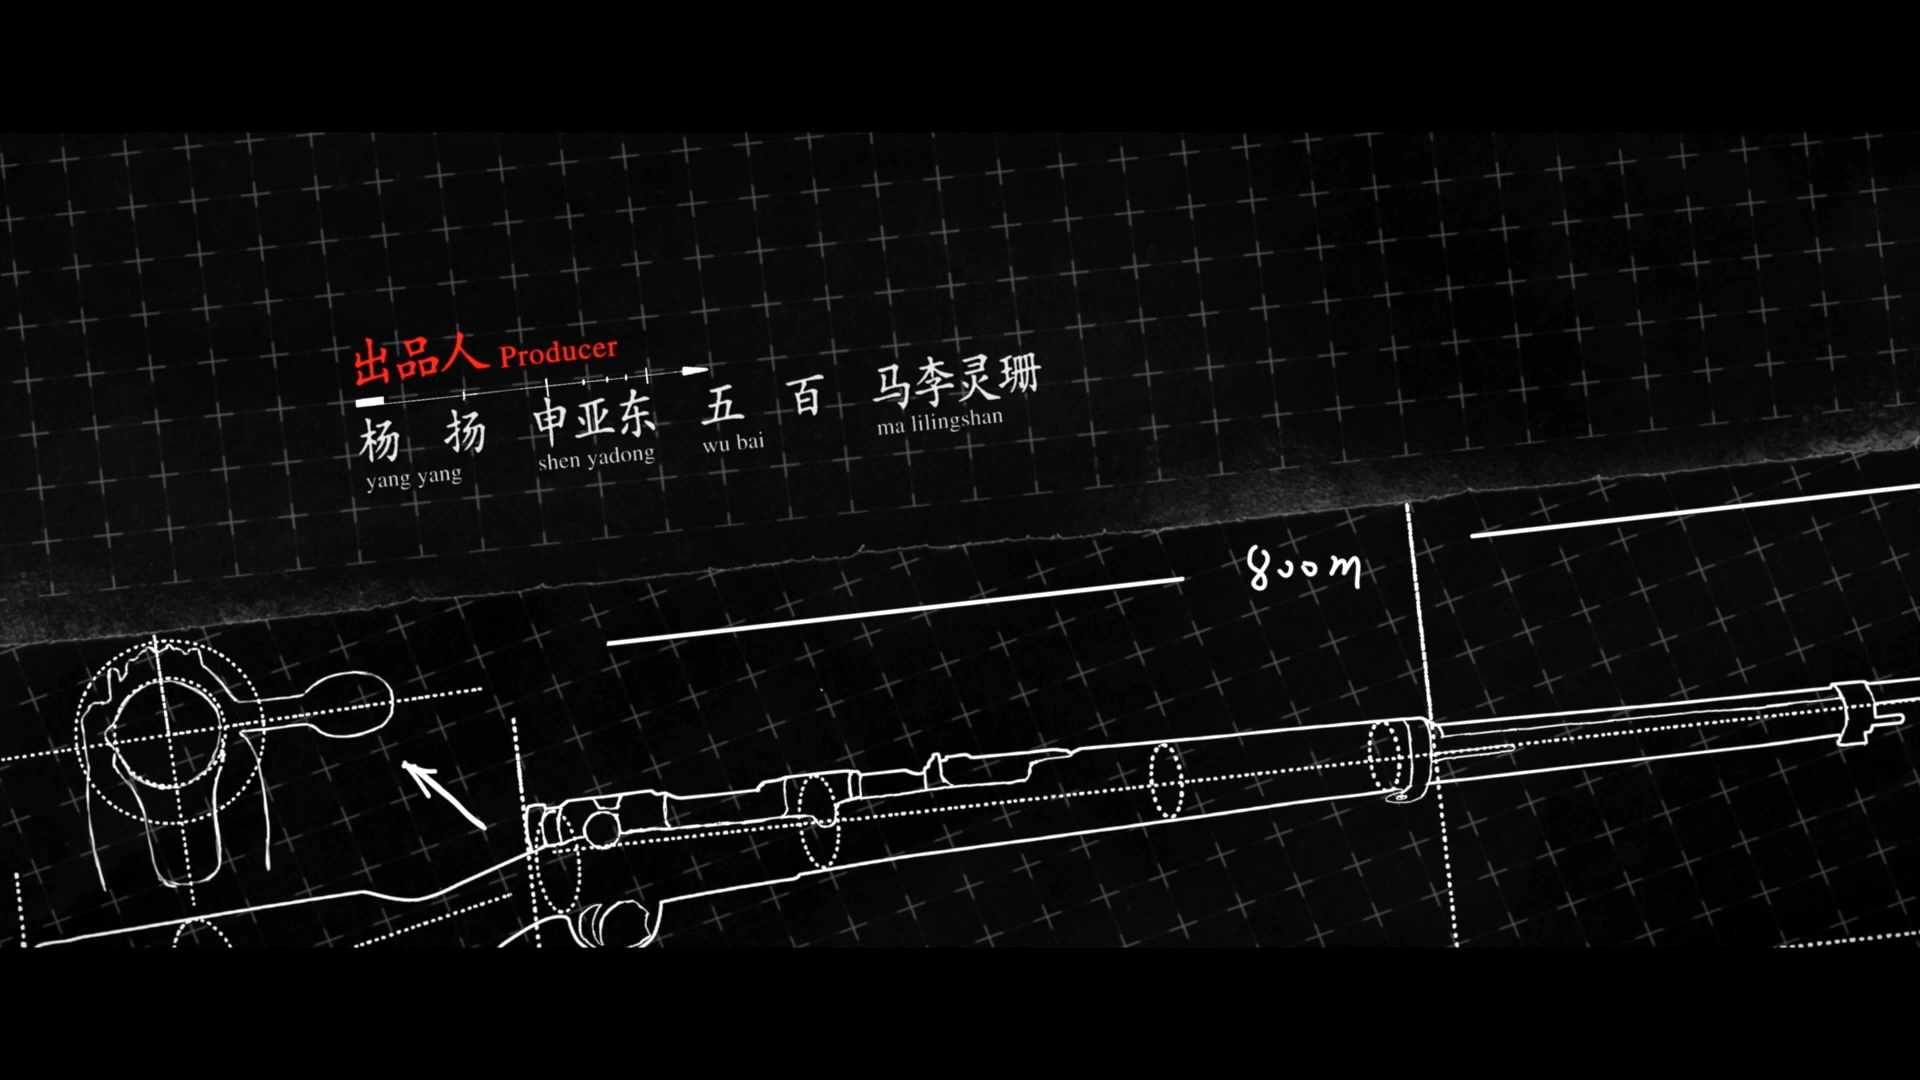 出品人 Producer
杨 扬 申亚东 五 百 马李灵珊
yang yang shen yadong wu bai ma lilingshan
800m